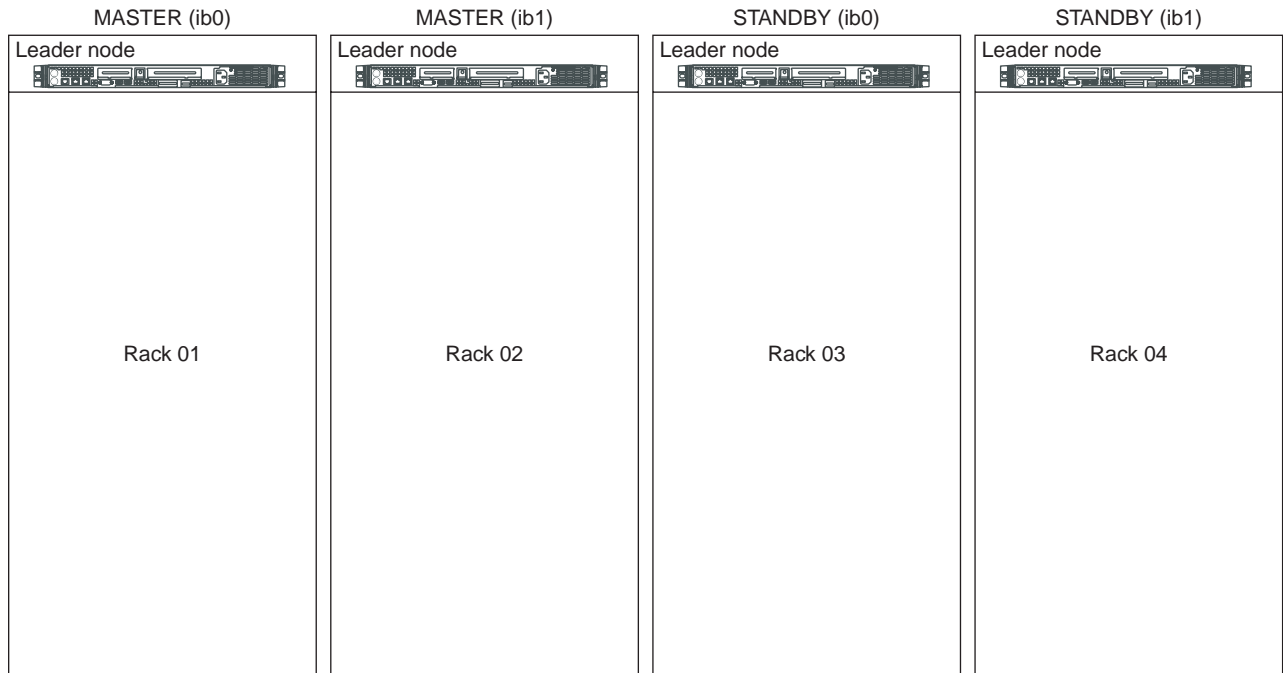 MASTER (ib0)
MASTER (ib1)
STANDBY (ib0)
STANDBY (ib1)
Leader node
Leader node
Leader node
Leader node
Rack 01
Rack 02
Rack 03
Rack 04